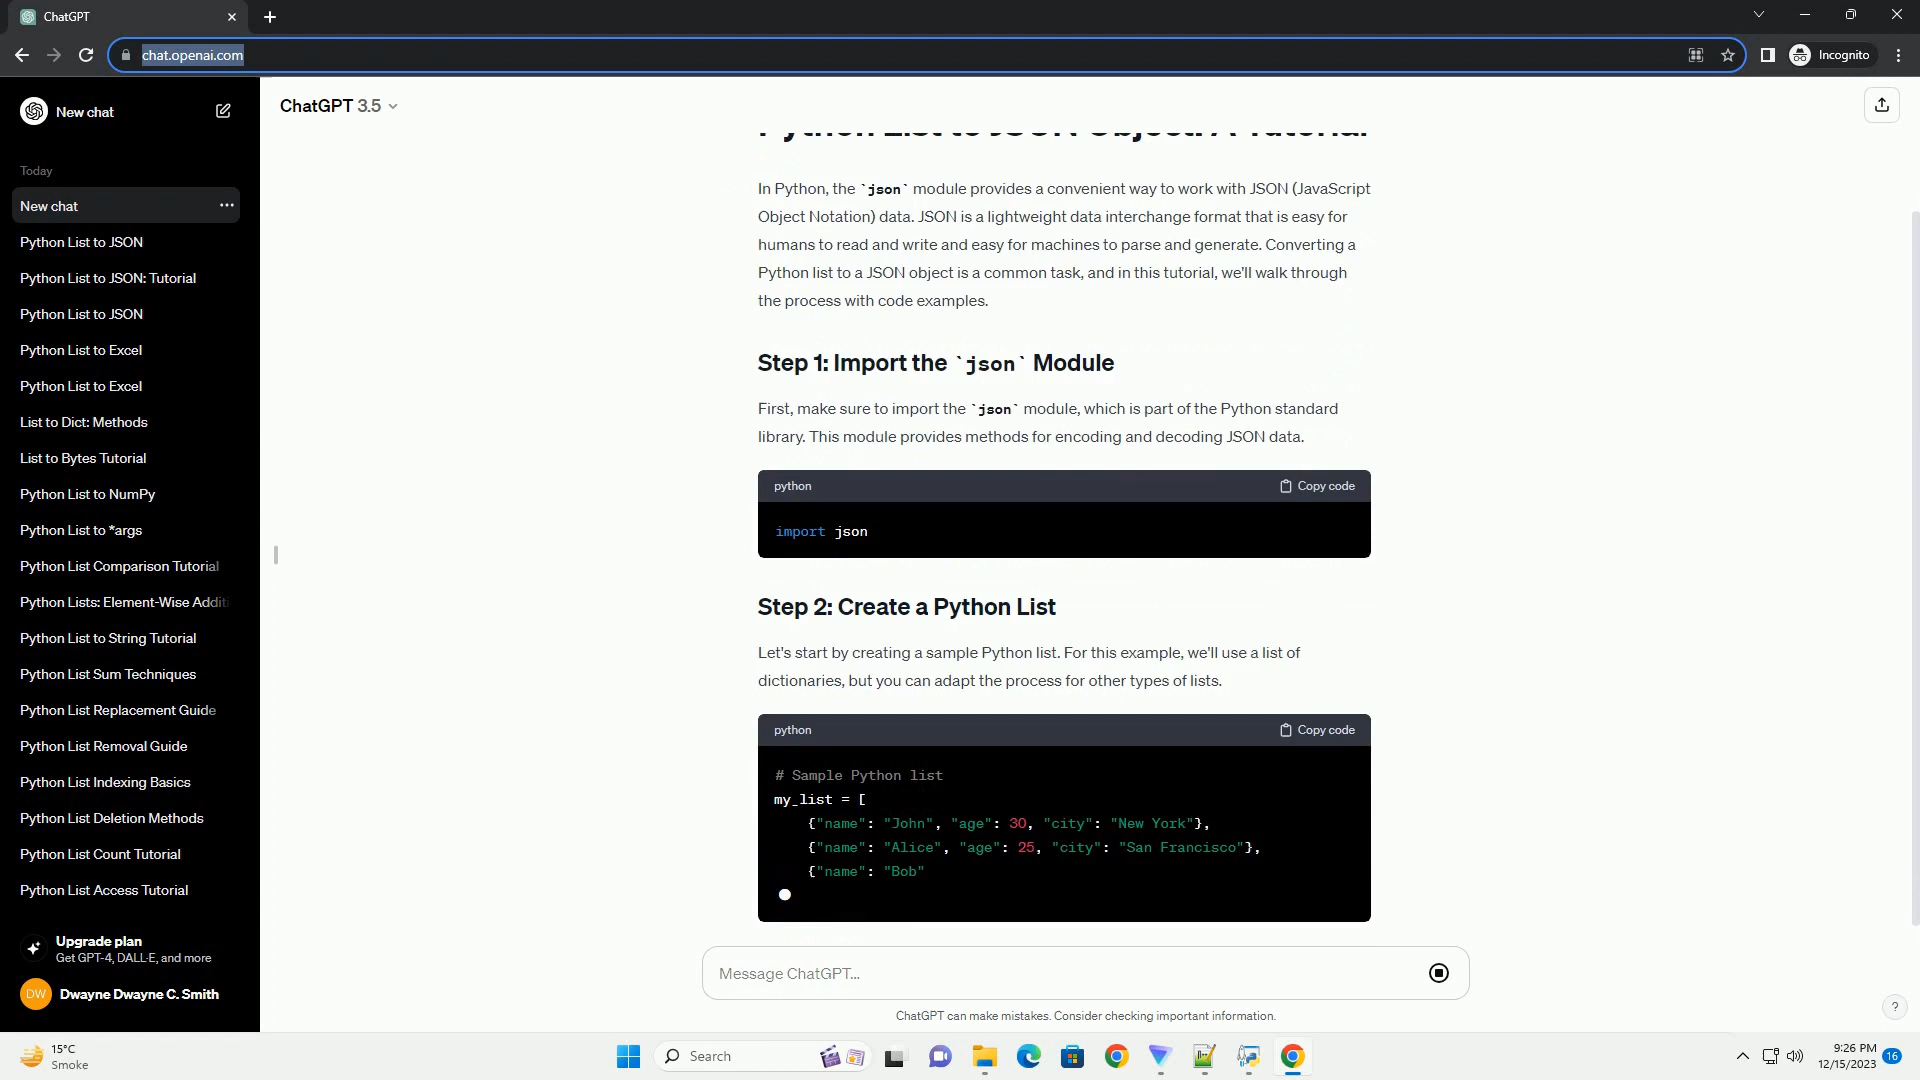 ChatGPT
chat.openai.com
Incognito
New chat
Today
New chat
Python List to JSON
Python List to JSON: Tutorial
Python List to JSON
Python List to Excel
Python List to Excel
List to Dict: Methods
List to Bytes Tutorial
Python List to NumPy
Python List to *args
Python List Comparison Tutorial
Python Lists: Element-Wise Additi
Python List to String Tutorial
Python List Sum Techniques
Python List Replacement Guide
Python List Removal Guide
Python List Indexing Basics
Python List Deletion Methods
Python List Count Tutorial
Python List Access Tutorial
Upgrade plan
Get GPT-4, DALL·E, and more
DW
Dwayne Dwayne C. Smith
ChatGPT 3.5
Python List to JSON Object: A Tutorial
In Python, the `json` module provides a convenient way to work with JSON (JavaScript
Object Notation) data. JSON is a lightweight data interchange format that is easy for
humans to read and write and easy for machines to parse and generate. Converting a
Python list to a JSON object is a common task, and in this tutorial, we'll walk through
the process with code examples.
Step 1: Import the `json` Module
First, make sure to import the `json` module, which is part of the Python standard
library. This module provides methods for encoding and decoding JSON data.
python Copy code
import json
Step 2: Create a Python List
Let's start by creating a sample Python list. For this example, we'll use a list of
dictionaries, but you can adapt the process for other types of lists.
python Copy code
# Sample Python list
my_list = [
{"name": "John", "age": 30, "city": "New York"},
{"name": "Alice", "age": 25, "city": "San Francisco"},
{"name": "Bob"
Message ChatGPT...
ChatGPT can make mistakes. Consider checking important information.
?
15°C
Smoke
Search
9:26 PM
12/15/2023
16